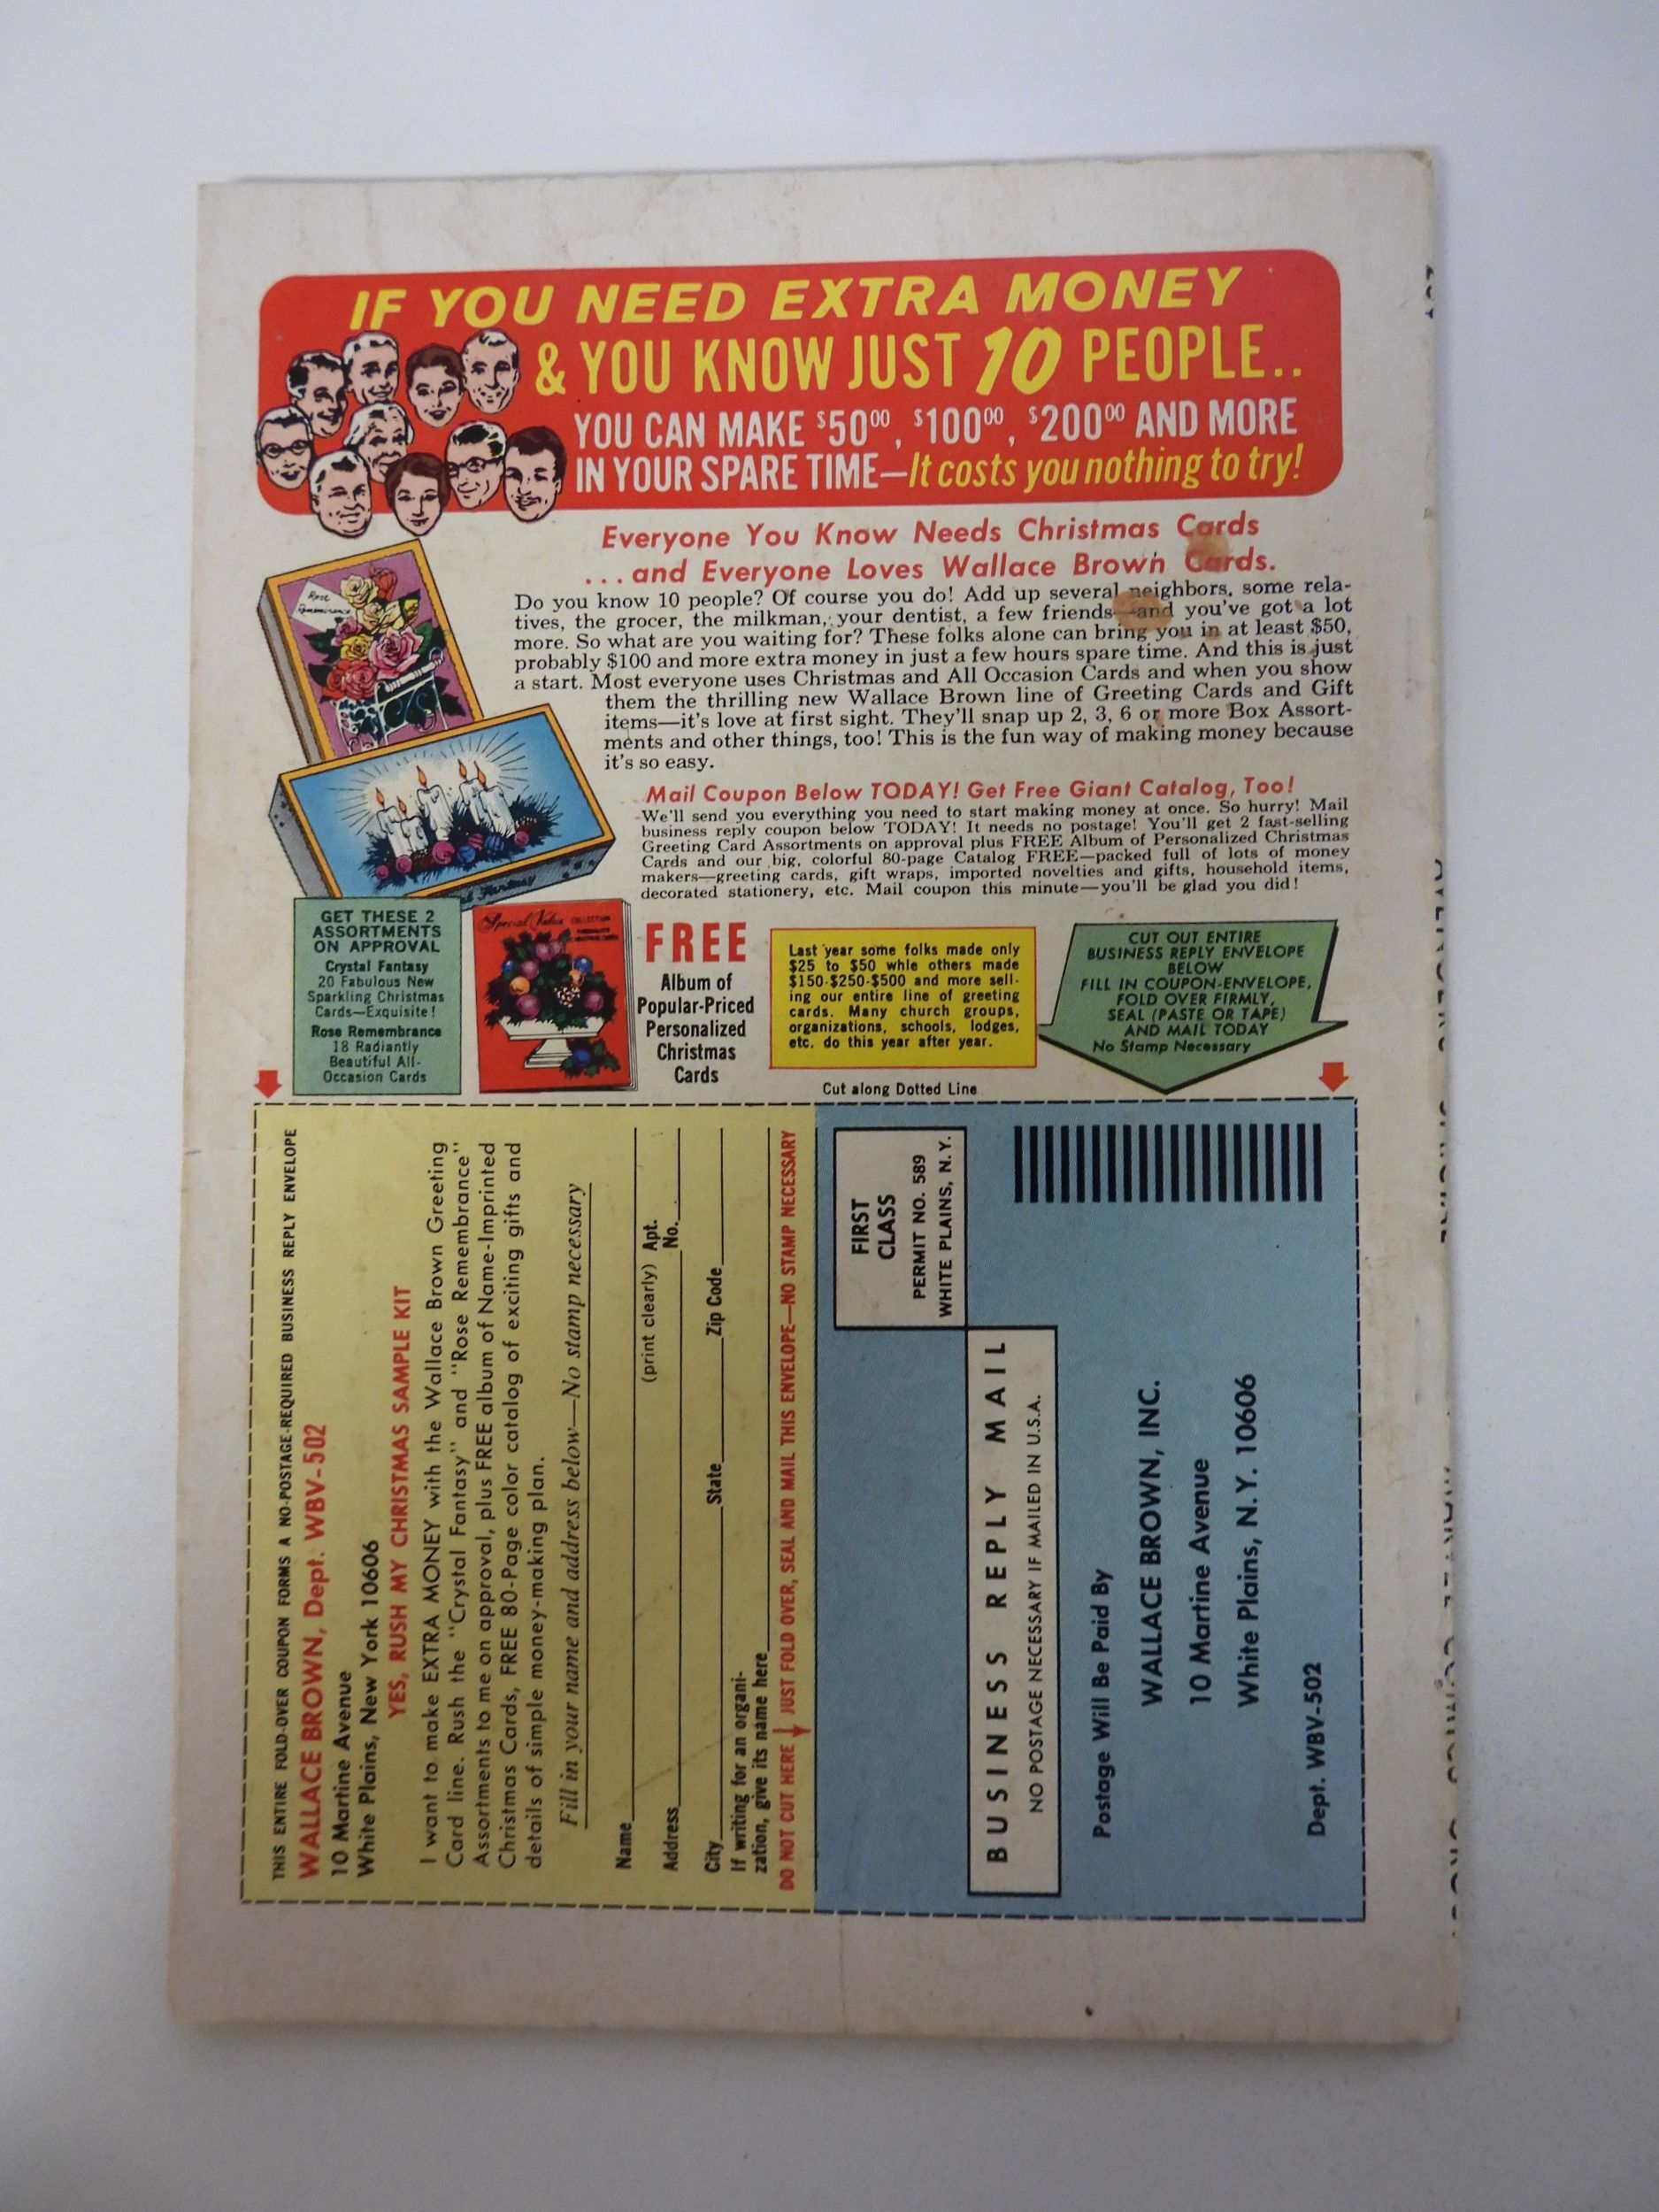 IF YOU NEED EXTRA MONEY
& YOU KNOW JUST 10 PEOPLE..
YOU CAN MAKE $5000, $10000, $20000 AND MORE
IN YOUR SPARE TIME—It costs you nothing to try!
Everyone You Know Needs Christmas Cards
...and Everyone Loves Wallace Brown Cards.
Do you know 10 people? Of course you do! Add up several neighbors, some rela-
tives, the grocer, the milkman, your dentist, a few friends—and you've got a lot
more. So what are you waiting for? These folks alone can bring you in at least $50,
probably $100 and more extra money in just a few hours spare time. And this is just
a start. Most everyone uses Christmas and All Occasion Cards and when you show
them the thrilling new Wallace Brown line of Greeting Cards and Gift
items—it's love at first sight. They'll snap up 2, 3, 6 or more Box Assort-
ments and other things, too! This is the fun way of making money because
it's so easy.
Rose
Remembrance
Mail Coupon Below TODAY! Get Free Giant Catalog, Too!
We'll send you everything you need to start making money at once. So hurry! Mail
business reply coupon below TODAY! It needs no postage! You'll get 2 fast-selling
Greeting Card Assortments on approval plus FREE Album of Personalized Christmas
Cards and our big, colorful 80-page Catalog FREE—packed full of lots of money
makers—greeting cards, gift wraps, imported novelties and gifts, household items,
decorated stationery, etc. Mail coupon this minute—you'll be glad you did!
GET THESE 2
ASSORTMENTS
ON APPROVAL
Crystal Fantasy
20 Fabulous New
Sparkling Christmas
Cards—Exquisite!
Rose Remembrance
18 Radiantly
Beautiful All-
Occasion Cards
Special Value COLLECTION
FREE
Album of
Popular-Priced
Personalized
Christmas
Cards
Last year some folks made only
$25 to $50 whle others made
$150-$250-$500 and more sell-
ing our entire line of greeting
cards. Many church groups,
organizations, schools, lodges,
etc. do this year after year.
CUT OUT ENTIRE
BUSINESS REPLY ENVELOPE
BELOW
FILL IN COUPON-ENVELOPE,
FOLD OVER FIRMLY,
SEAL (PASTE OR TAPE)
AND MAIL TODAY
No Stamp Necessary
Cut along Dotted Line
THIS ENTIRE FOLD-OVER COUPON FORMS A NO-POSTAGE-REQUIRED BUSINESS REPLY ENVELOPE
WALLACE BROWN, Dept. WBV-502
10 Martine Avenue
White Plains, New York 10606
YES, RUSH MY CHRISTMAS SAMPLE KIT
I want to make EXTRA MONEY with the Wallace Brown Greeting
Card line. Rush the "Crystal Fantasy" and "Rose Remembrance"
Assortments to me on approval, plus FREE album of Name-Imprinted
Christmas Cards, FREE 80-Page color catalog of exciting gifts and
details of simple money-making plan.
Fill in your name and address below—No stamp necessary
Name
(print clearly)
Address Apt. No.
City State Zip Code
If writing for an organi-
zation, give its name here
DO NOT CUT HERE JUST FOLD OVER, SEAL AND MAIL THIS ENVELOPE—NO STAMP NECESSARY
FIRST
CLASS
PERMIT NO. 589
WHITE PLAINS, N.Y.
BUSINESS REPLY MAIL
NO POSTAGE NECESSARY IF MAILED IN U.S.A.
Postage Will Be Paid By
WALLACE BROWN, INC.
10 Martine Avenue
White Plains, N.Y. 10606
Dept. WBV-502